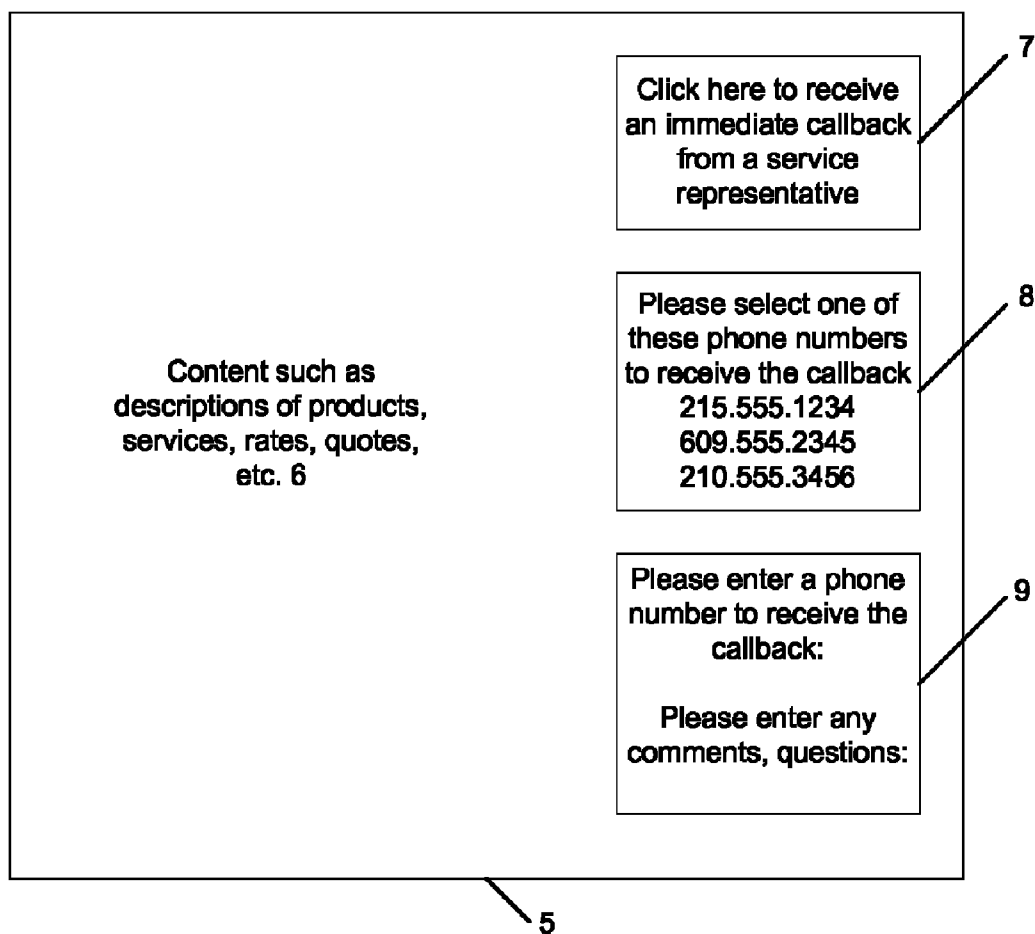 Click here to receive
an immediate callback
from a service
representative
7
Please select one of
these phone numbers
to receive the callback
215.555.1234
609.555.2345
210.555.3456
8
Content such as
descriptions of products,
services, rates, quotes,
etc. 6
Please enter a phone
number to receive the
callback:
Please enter any
comments, questions:
9
5